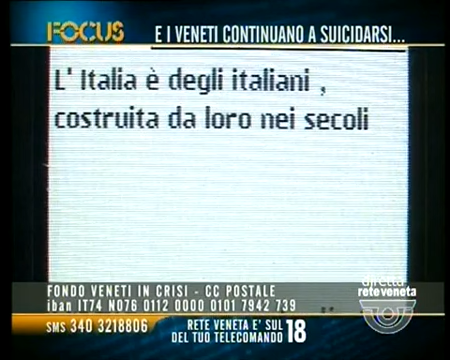 FOCUS
E I VENETI CONTINUANO A SUICIDARSI...
L' Italia è degli italiani ,
costruita da loro nei secoli
diretta
reteveneta
FONDO VENETI IN CRISI - CC POSTALE
iban IT74 N076 0112 0000 0101 7942 739
SMS 340 3218806
RETE VENETA E' SUL
DEL TUO TELECOMANDO 18